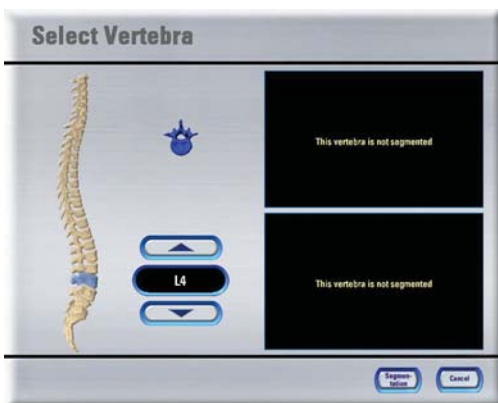 Select Vertebra
This vertebra is not segmented
L4
This vertebra is not segmented
Segmen-
tation
Cancel